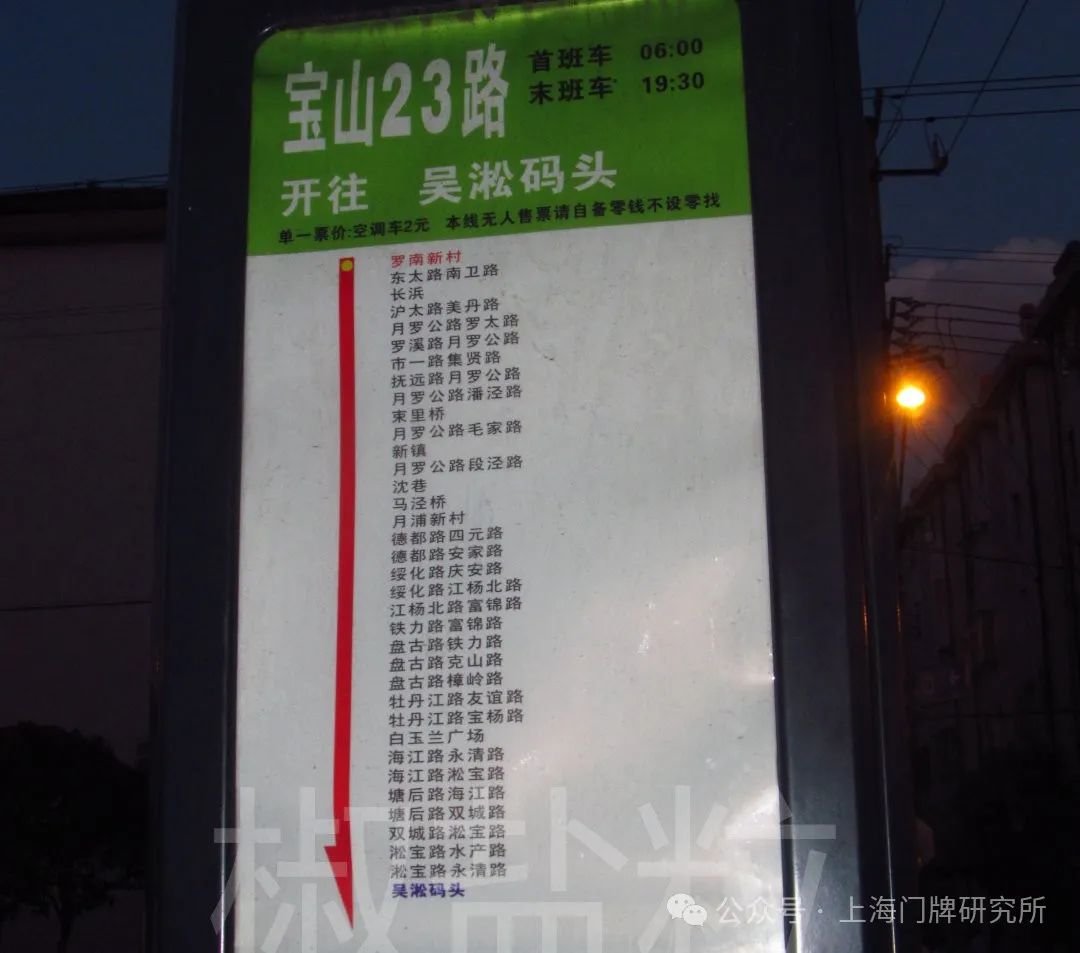 宝山23路
首班车 06:00
末班车 19:30
开往 吴淞码头
单一票价:空调车2元 本线无人售票请自备零钱不设零找
罗南新村
东太路南卫路
长浜
沪太路美丹路
月罗公路罗太路
罗溪路月罗公路
市一路集贤路
抚远路月罗公路
月罗公路潘泾路
束里桥
月罗公路毛家路
新镇
月罗公路段泾路
沈巷
马泾桥
月浦新村
德都路四元路
德都路安家路
绥化路庆安路
绥化路江杨北路
江杨北路富锦路
铁力路富锦路
盘古路铁力路
盘古路克山路
盘古路樟岭路
牡丹江路友谊路
牡丹江路宝杨路
白玉兰广场
海江路永清路
海江路淞宝路
塘后路海江路
塘后路双城路
双城路淞宝路
淞宝路水产路
淞宝路永清路
吴淞码头
椒盐粒
公众号 · 上海门牌研究所